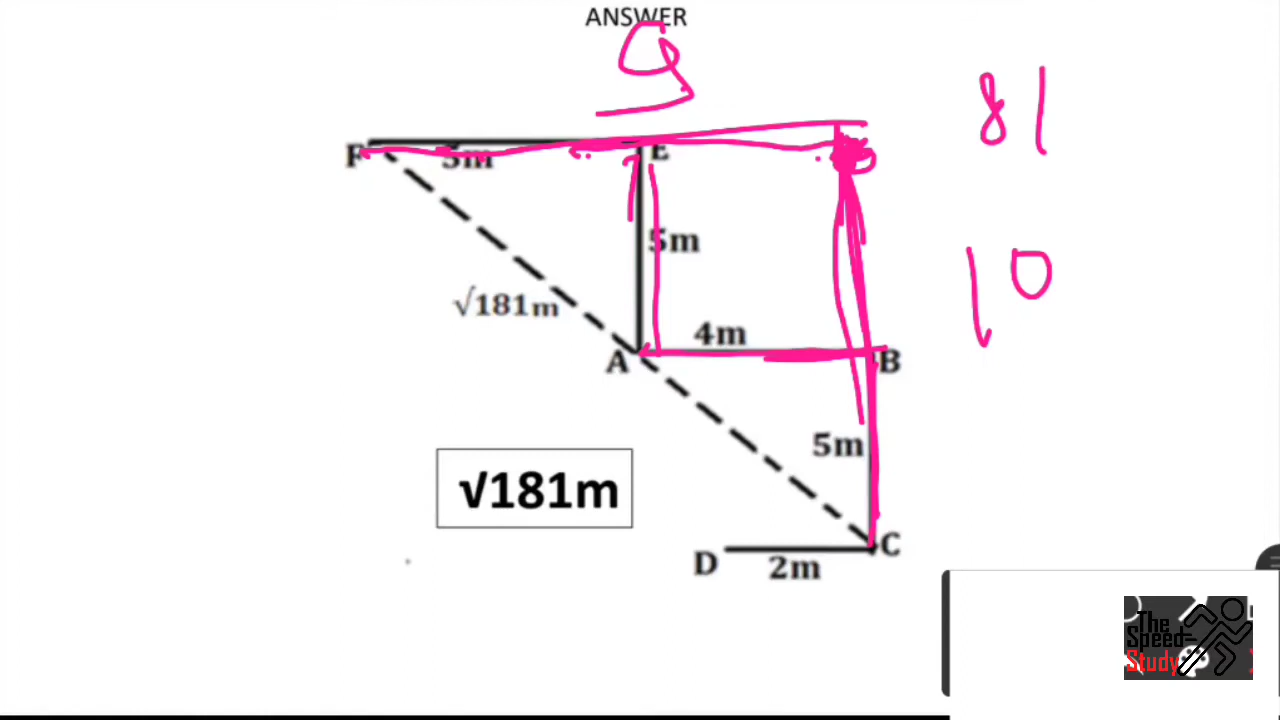 ANSWER
9
81
F 5m E
5m
10
√181m
4m
A B
5m
√181m
C
D 2m
The
Speed
Study